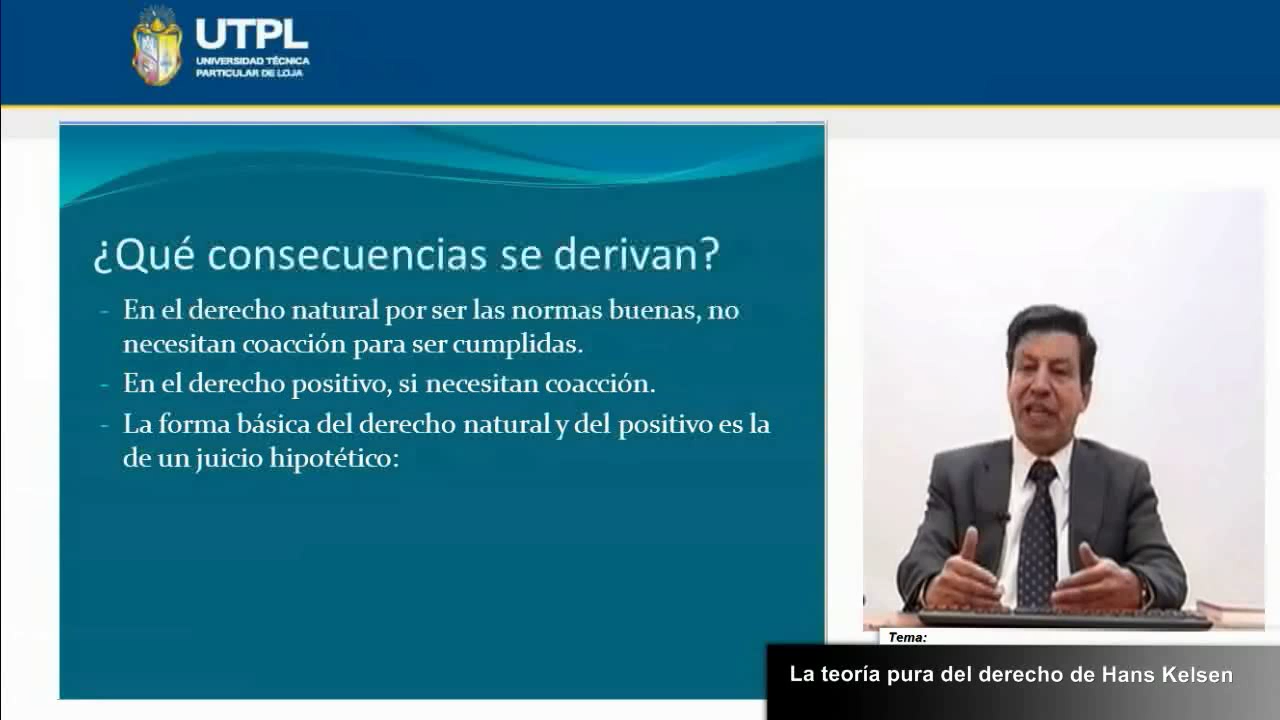 UTPL
UNIVERSIDAD TÉCNICA
PARTICULAR DE LOJA
¿Qué consecuencias se derivan?
- En el derecho natural por ser las normas buenas, no
necesitan coacción para ser cumplidas.
- En el derecho positivo, si necesitan coacción.
- La forma básica del derecho natural y del positivo es la
de un juicio hipotético:
Tema:
La teoría pura del derecho de Hans Kelsen